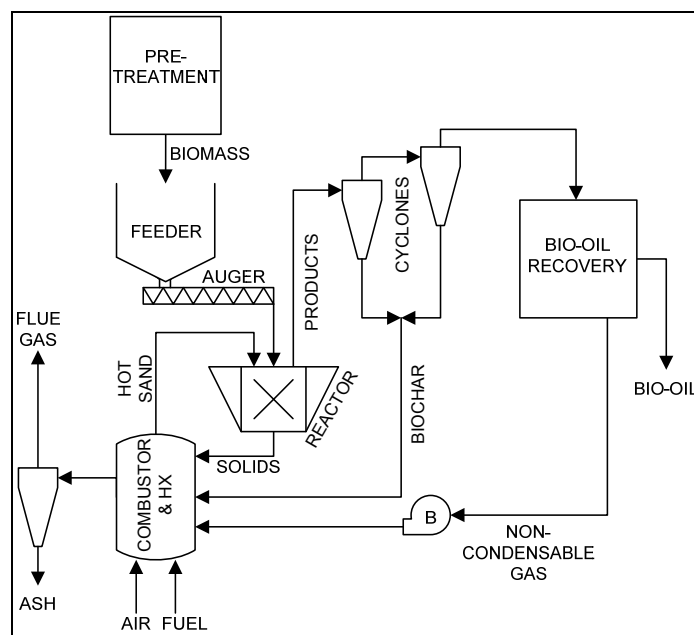 PRE-
TREATMENT
BIOMASS
FEEDER
AUGER
PRODUCTS
CYCLONES
BIO-OIL
RECOVERY
FLUE
GAS
HOT
SAND
REACTOR
BIOCHAR
BIO-OIL
SOLIDS
COMBUSTOR
& HX
B
NON-
CONDENSABLE
GAS
ASH
AIR
FUEL